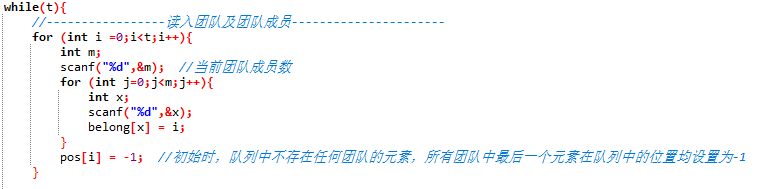 while(t){
//-----------------读入团队及团队成员----------------------
for (int i =0;i<t;i++){
int m;
scanf("%d",&m);  //当前团队成员数
for (int j=0;j<m;j++){
int x;
scanf("%d",&x);
belong[x] = i;
}
pos[i] = -1;  //初始时，队列中不存在任何团队的元素，所有团队中最后一个元素在队列中的位置均设置为-1
}